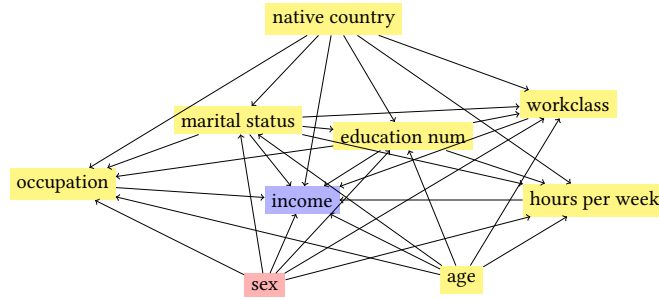 native country
workclass
marital status
education num
occupation
income
hours per week
sex
age